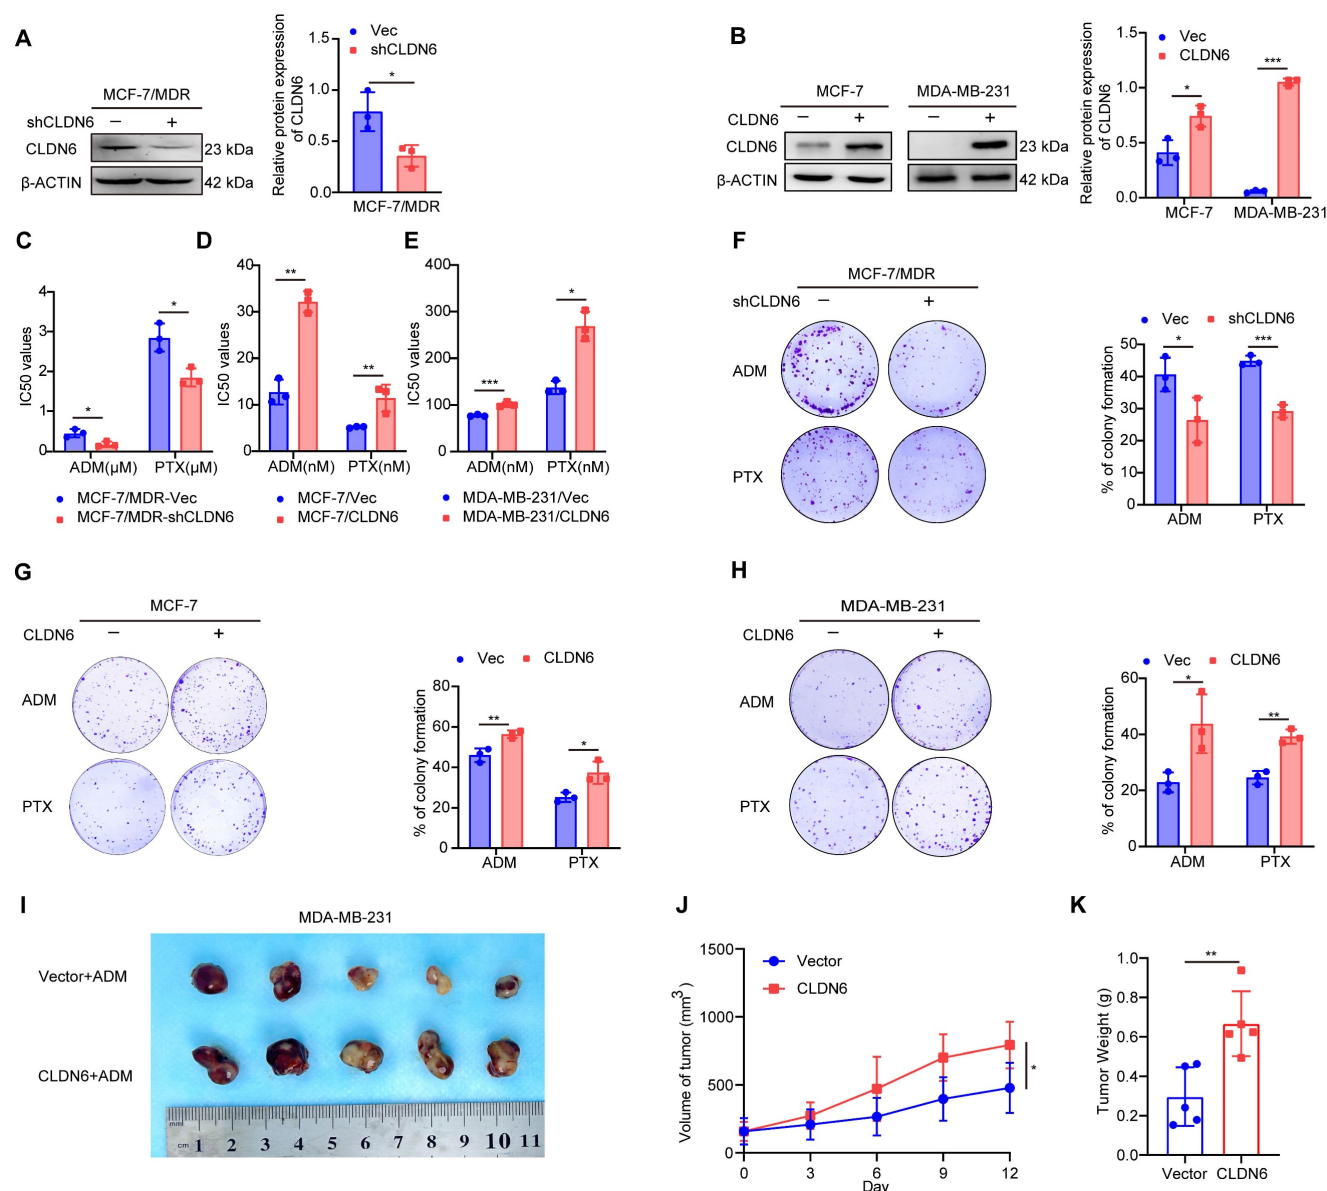 A
MCF-7/MDR
shCLDN6 − +
CLDN6 23 kDa
β-ACTIN 42 kDa
Relative protein expression
of CLDN6
1.5
1.0
0.5
0.0
Vec
shCLDN6
*
MCF-7/MDR
B
MCF-7 MDA-MB-231
CLDN6 − + − +
CLDN6 23 kDa
β-ACTIN 42 kDa
Relative protein expression
of CLDN6
1.5
1.0
0.5
0.0
Vec
CLDN6
* ***
MCF-7 MDA-MB-231
C
IC50 values
4
3
2
1
0
* *
ADM(μM) PTX(μM)
MCF-7/MDR-Vec
MCF-7/MDR-shCLDN6
D
IC50 values
40
30
20
10
0
** **
ADM(nM) PTX(nM)
MCF-7/Vec
MCF-7/CLDN6
E
IC50 values
400
300
200
100
0
*** *
ADM(nM) PTX(nM)
MDA-MB-231/Vec
MDA-MB-231/CLDN6
F
MCF-7/MDR
shCLDN6 − +
ADM
PTX
Vec shCLDN6
% of colony formation
50
40
30
20
10
0
* ***
ADM PTX
G
MCF-7
CLDN6 − +
ADM
PTX
Vec CLDN6
% of colony formation
80
60
40
20
0
** *
ADM PTX
H
MDA-MB-231
CLDN6 − +
ADM
PTX
Vec CLDN6
% of colony formation
60
40
20
0
* **
ADM PTX
I
MDA-MB-231
Vector+ADM
CLDN6+ADM
mm
cm 1 2 3 4 5 6 7 8 9 10 11
J
Volume of tumor (mm3)
1500
1000
500
0
Vector
CLDN6
*
0 3 6 9 12
Day
K
Tumor Weight (g)
1.0
0.8
0.6
0.4
0.2
0.0
**
Vector CLDN6